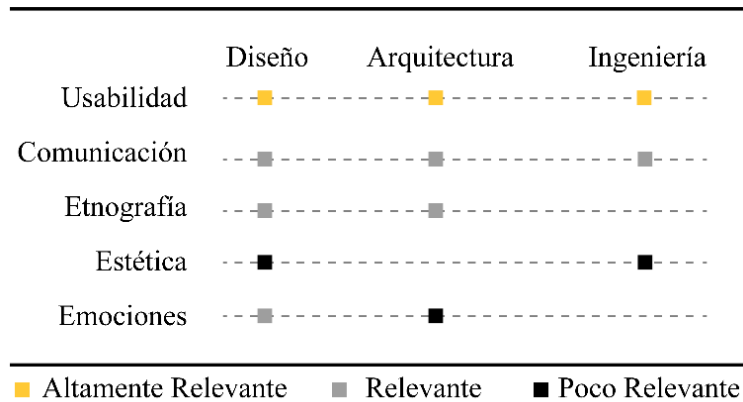 Diseño Arquitectura Ingeniería
Usabilidad
Comunicación
Etnografía
Estética
Emociones
Altamente Relevante Relevante Poco Relevante